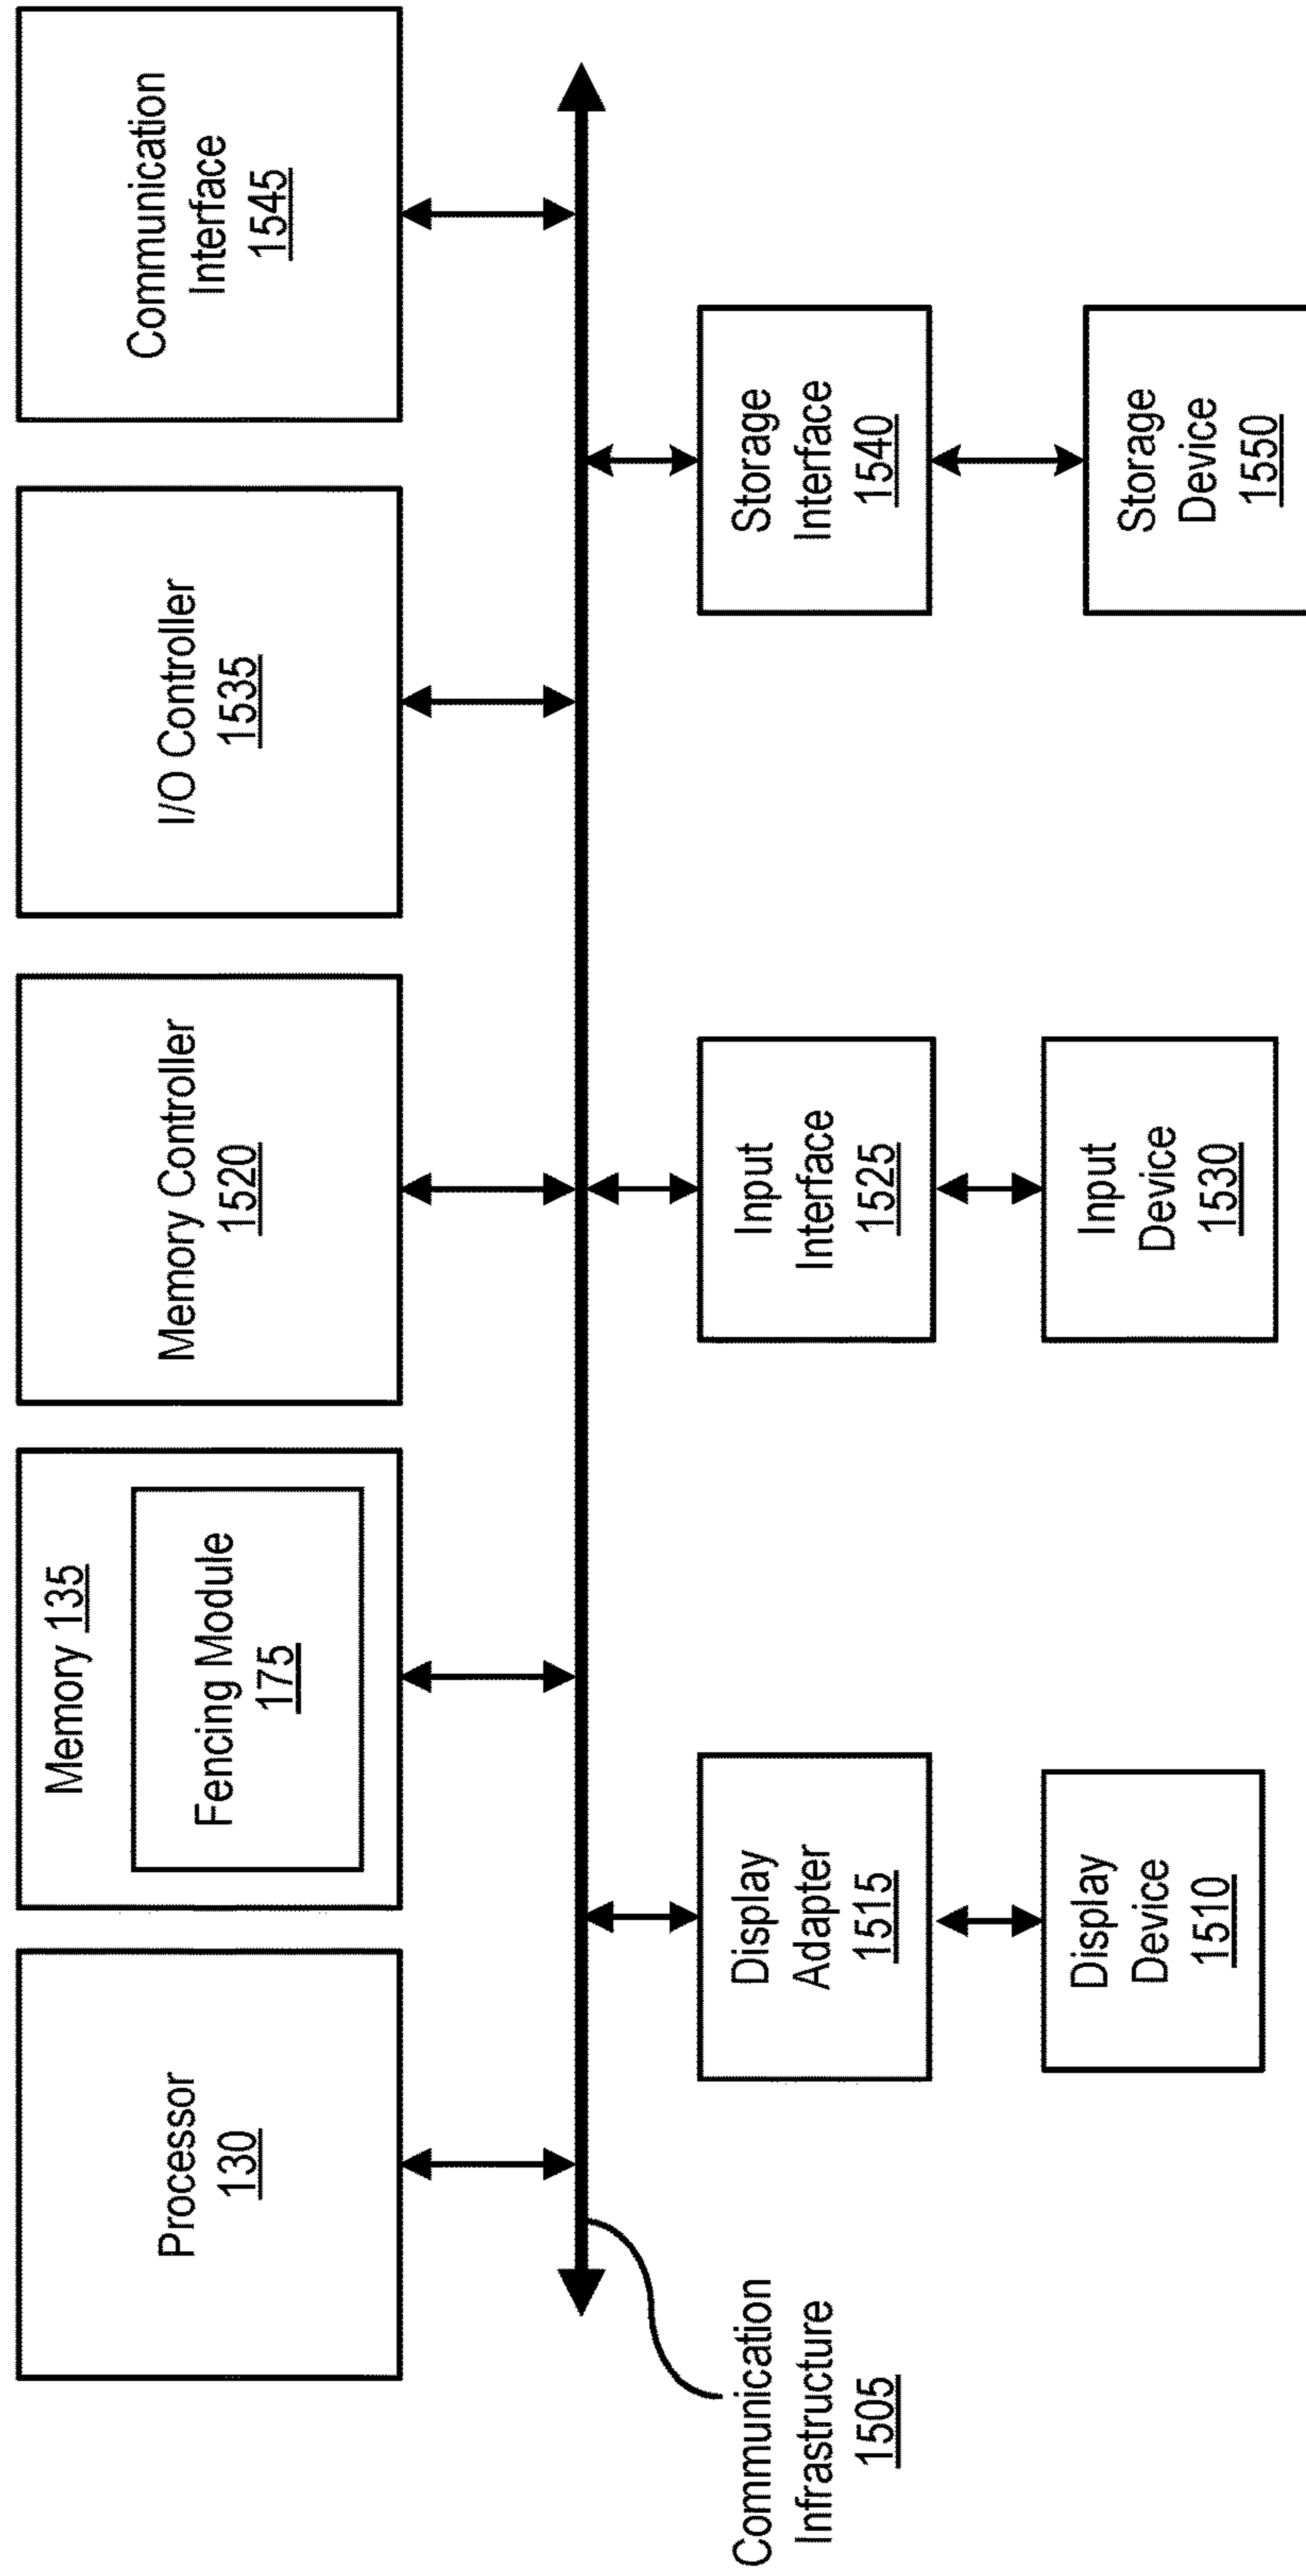 Processor
130
Memory 135
Fencing Module
175
Memory Controller
1520
I/O Controller
1535
Communication
Interface
1545
Communication
Infrastructure
1505
Display
Adapter
1515
Input
Interface
1525
Storage
Interface
1540
Display
Device
1510
Input
Device
1530
Storage
Device
1550